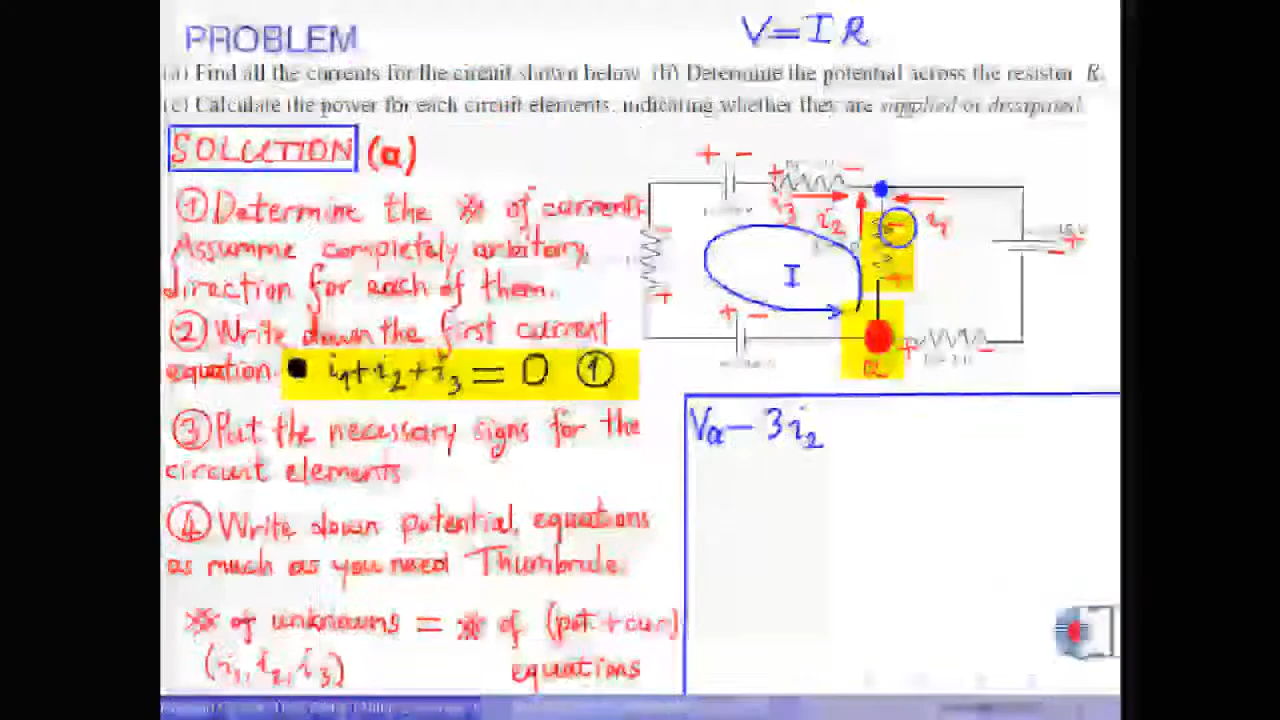 PROBLEM
V=IR
(a) Find all the currents for the circuit shown below. (b) Determine the potential across the resistor R.
(c) Calculate the power for each circuit elements, indicating whether they are supplied or dissipated.
SOLUTION (a)
① Determine the # of currents
Assumme completely arbitary
direction for each of them.
② Write down the first current
equation. • i1+i2+i3=0 ①
③ Put the necessary signs for the
circuit elements
④ Write down potential equations
as much as you need Thumbrule.
# of unknowns = # of (pot+cur)
(i1, i2, i3) equations
+ -
+ -
i3 i2 i1
-
+
I
+ -
+
-
+
-
a
+ -
Va - 3i2